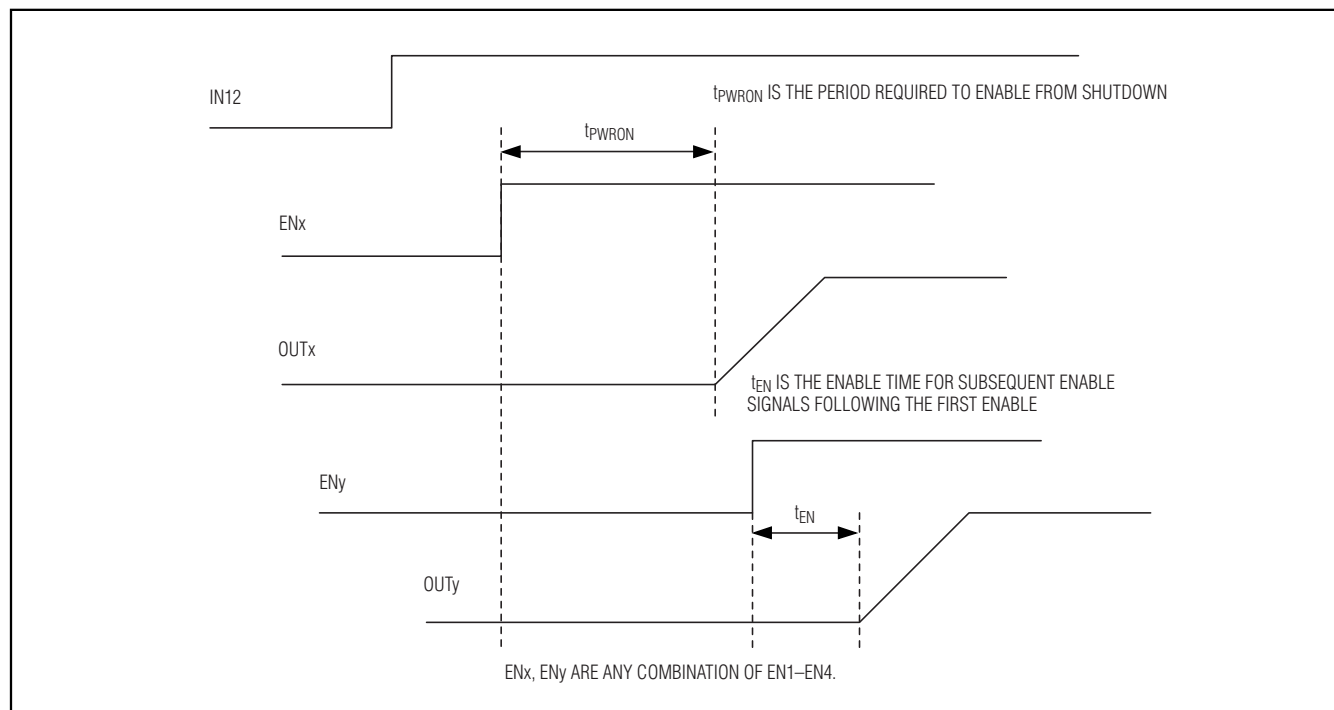 IN12
tPWRON IS THE PERIOD REQUIRED TO ENABLE FROM SHUTDOWN
tPWRON
ENx
OUTx
tEN IS THE ENABLE TIME FOR SUBSEQUENT ENABLE
SIGNALS FOLLOWING THE FIRST ENABLE
ENy
tEN
OUTy
ENx, ENy ARE ANY COMBINATION OF EN1–EN4.